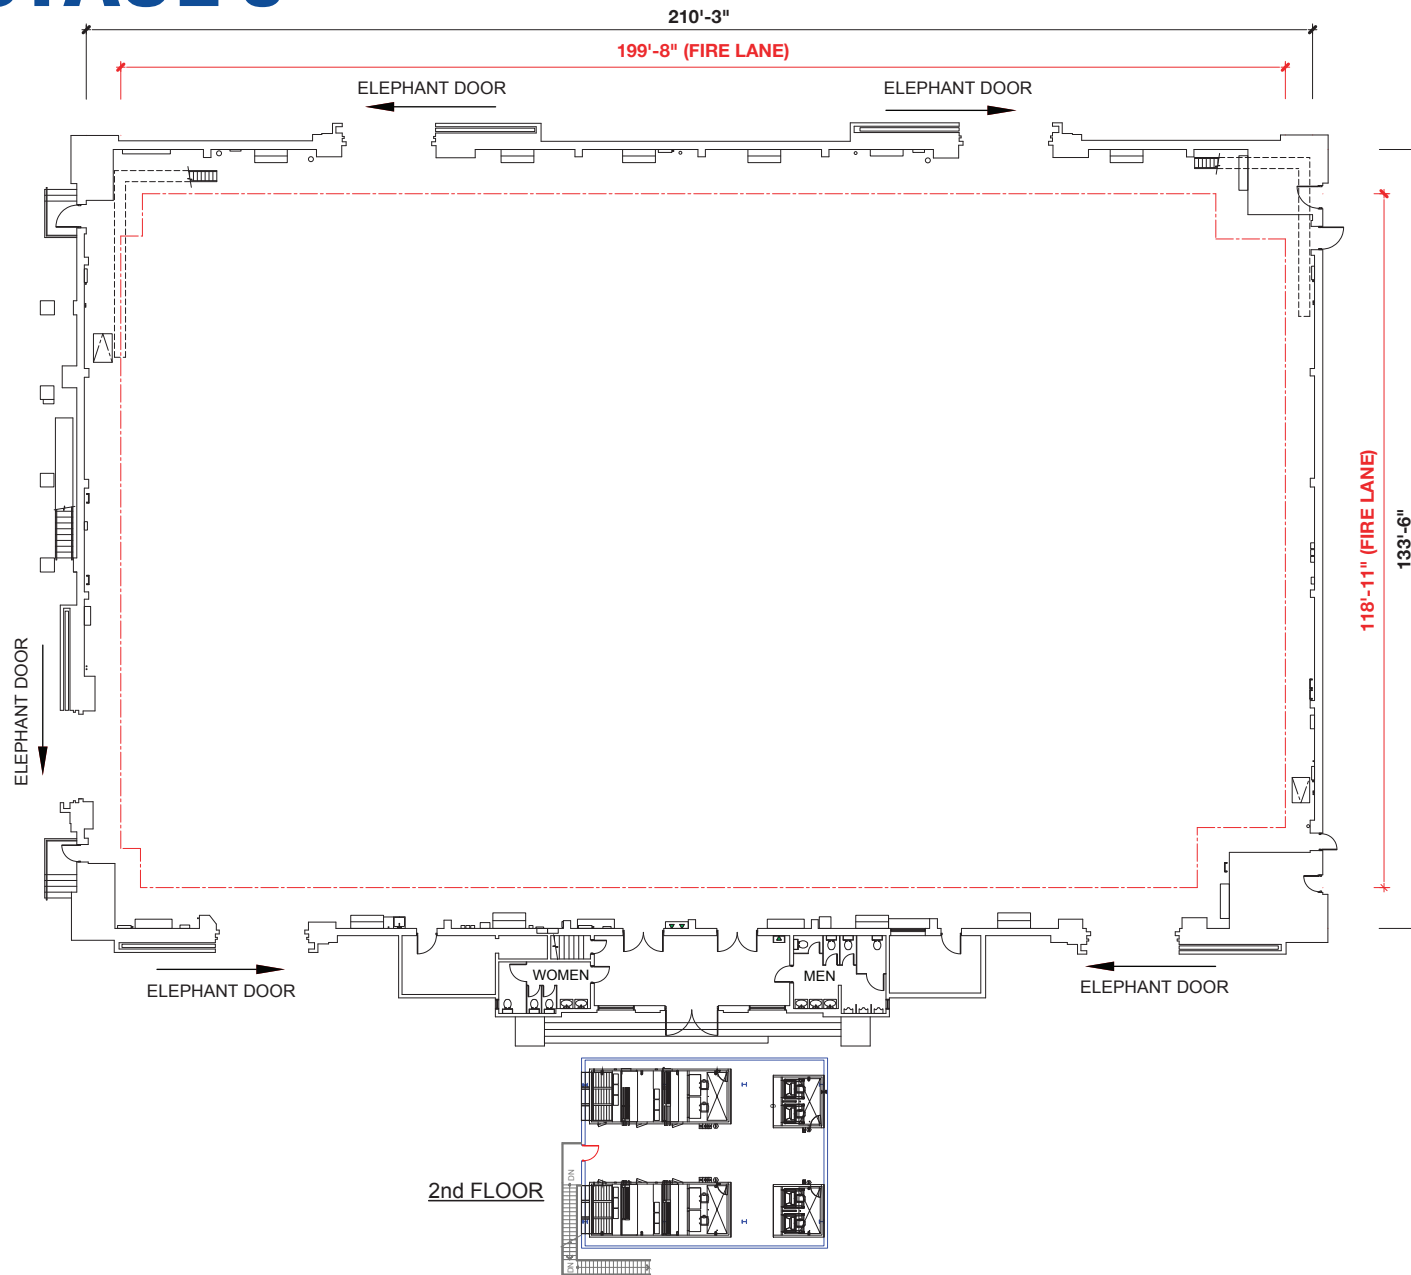 210'-3"
199'-8" (FIRE LANE)
ELEPHANT DOOR
ELEPHANT DOOR
118'-11" (FIRE LANE)
133'-6"
ELEPHANT DOOR
WOMEN
MEN
ELEPHANT DOOR
ELEPHANT DOOR
DN
2nd FLOOR
DN